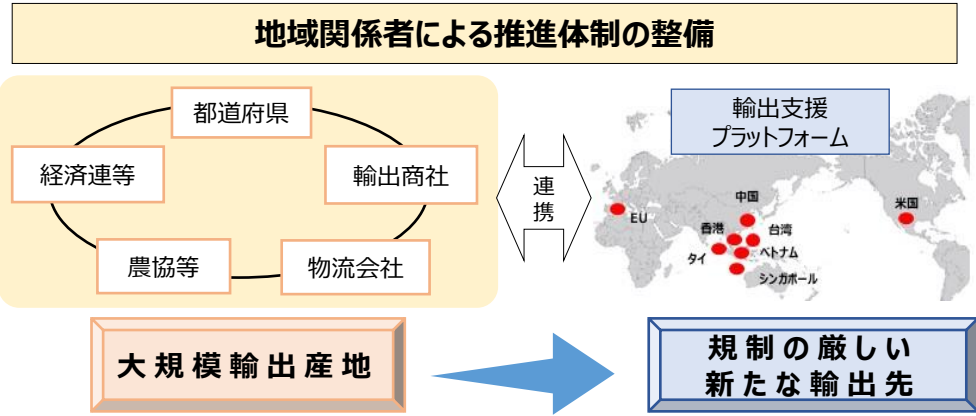 地域関係者による推進体制の整備
都道府県
経済連等
輸出商社
農協等
物流会社
連
携
輸出支援
プラットフォーム
中国
米国
EU
香港
台湾
タイ
ベトナム
シンガポール
大規模輸出産地
規制の厳しい
新たな輸出先